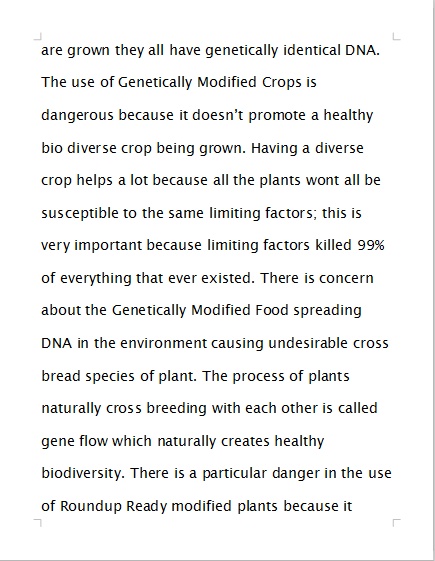 are grown they all have genetically identical DNA.
The use of Genetically Modified Crops is
dangerous because it doesn’t promote a healthy
bio diverse crop being grown. Having a diverse
crop helps a lot because all the plants wont all be
susceptible to the same limiting factors; this is
very important because limiting factors killed 99%
of everything that ever existed. There is concern
about the Genetically Modified Food spreading
DNA in the environment causing undesirable cross
bread species of plant. The process of plants
naturally cross breeding with each other is called
gene flow which naturally creates healthy
biodiversity. There is a particular danger in the use
of Roundup Ready modified plants because it